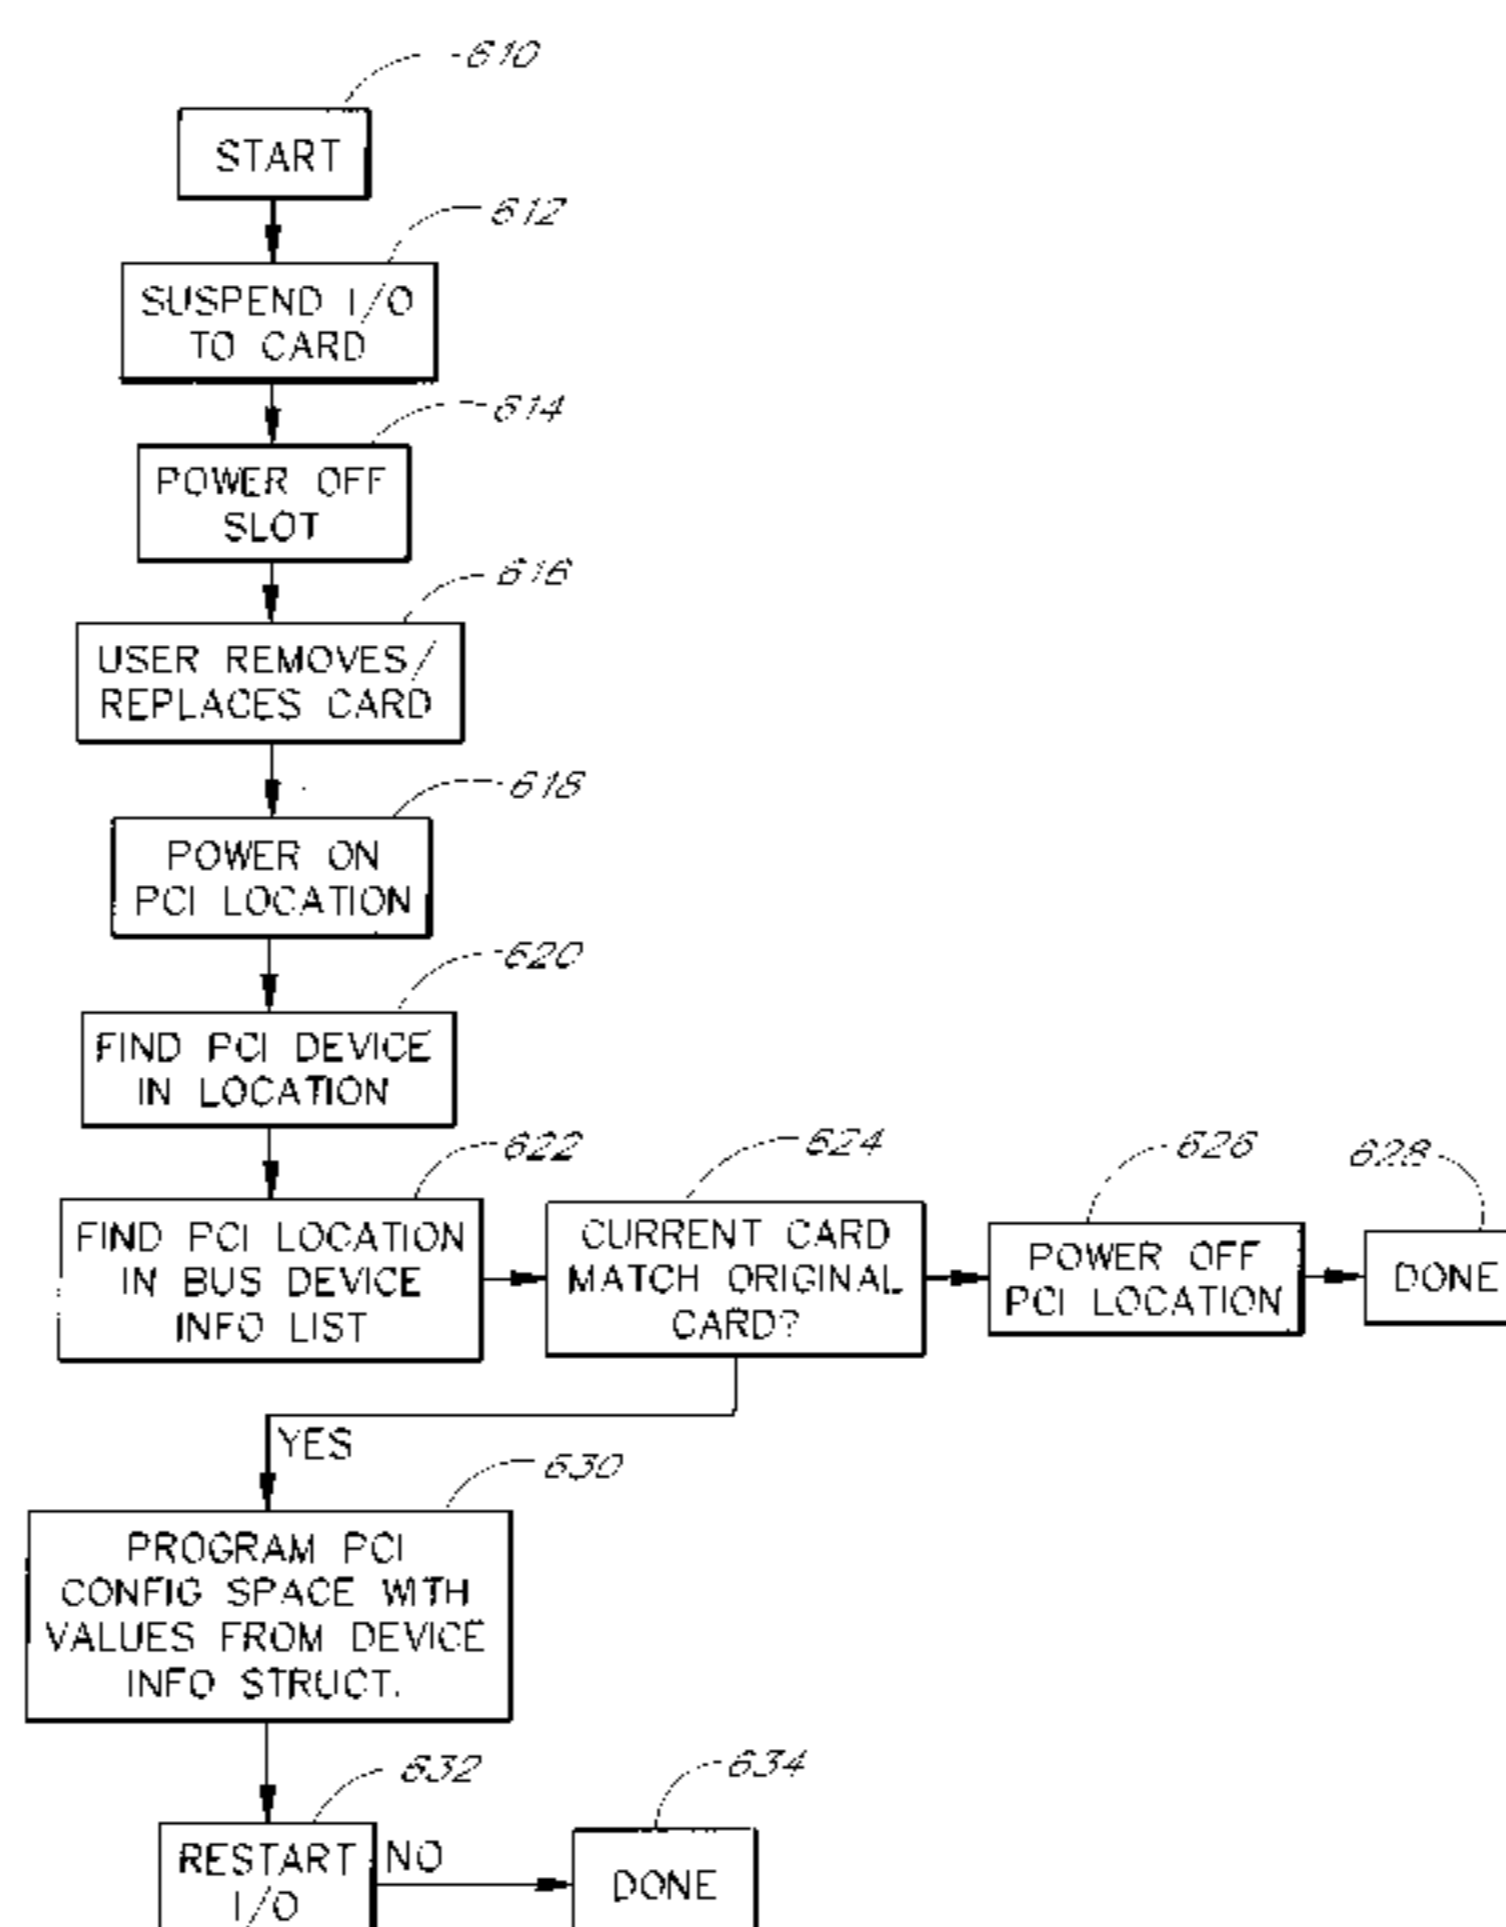 610
START
612
SUSPEND I/O
TO CARD
614
POWER OFF
SLOT
616
USER REMOVES/
REPLACES CARD
618
POWER ON
PCI LOCATION
620
FIND PCI DEVICE
IN LOCATION
622
FIND PCI LOCATION
IN BUS DEVICE
INFO LIST
624
CURRENT CARD
MATCH ORIGINAL
CARD?
626
POWER OFF
PCI LOCATION
628
DONE
YES
630
PROGRAM PCI
CONFIG SPACE WITH
VALUES FROM DEVICE
INFO STRUCT.
632
RESTART
I/O
NO
634
DONE